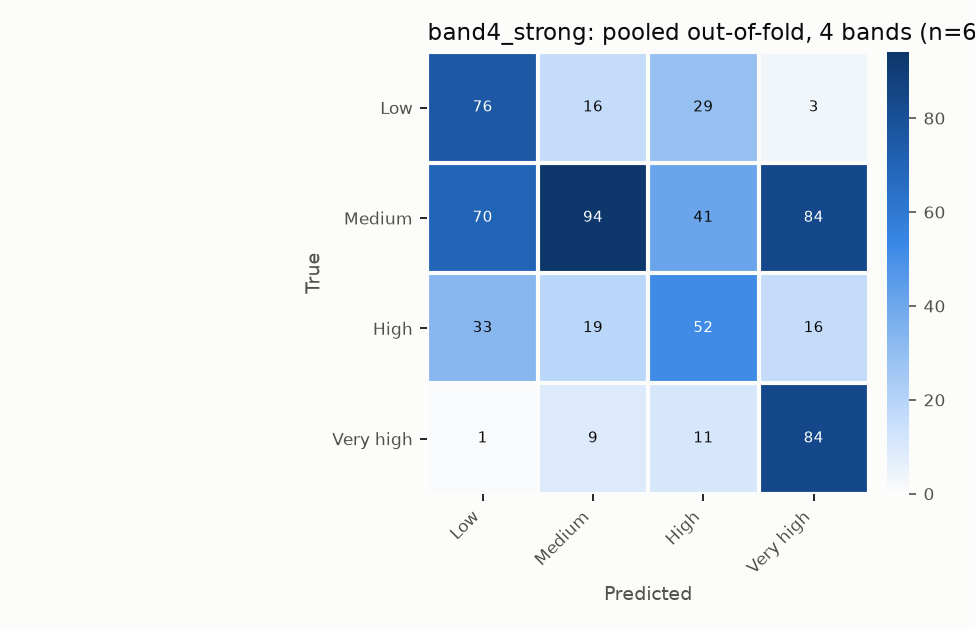 band4_strong: pooled out-of-fold, 4 bands (n=6
Low 76 16 29 3
80
Medium 70 94 41 84
60
True
40
High 33 19 52 16
20
Very high 1 9 11 84
0
Low Medium High Very high
Predicted